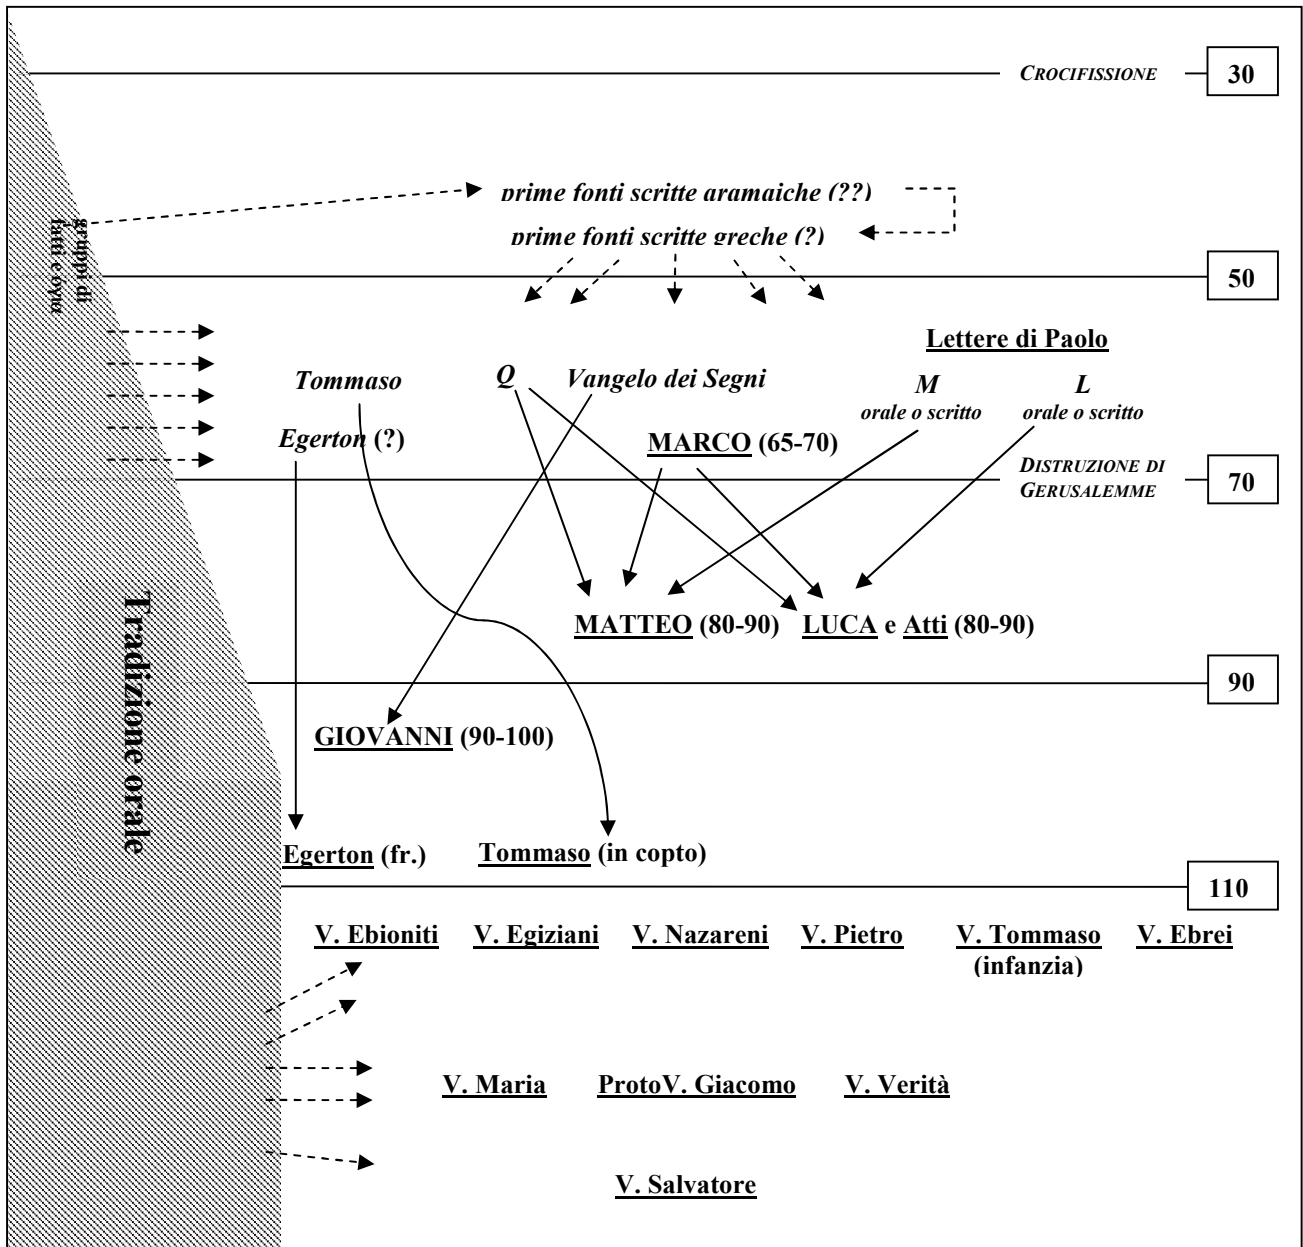 CROCIFISSIONE 30
prime fonti scritte aramaiche (??)
prime fonti scritte greche (?)
gruppi di
fatti e
50
Lettere di Paolo
Tommaso Q Vangelo dei Segni M L
orale o scritto orale o scritto
Egerton (?) MARCO (65-70)
DISTRUZIONE DI
GERUSALEMME 70
Tradizione orale
MATTEO (80-90) LUCA e Atti (80-90)
90
GIOVANNI (90-100)
Egerton (fr.) Tommaso (in copto)
110
V. Ebioniti V. Egiziani V. Nazareni V. Pietro V. Tommaso V. Ebrei
(infanzia)
V. Maria ProtoV. Giacomo V. Verità
V. Salvatore